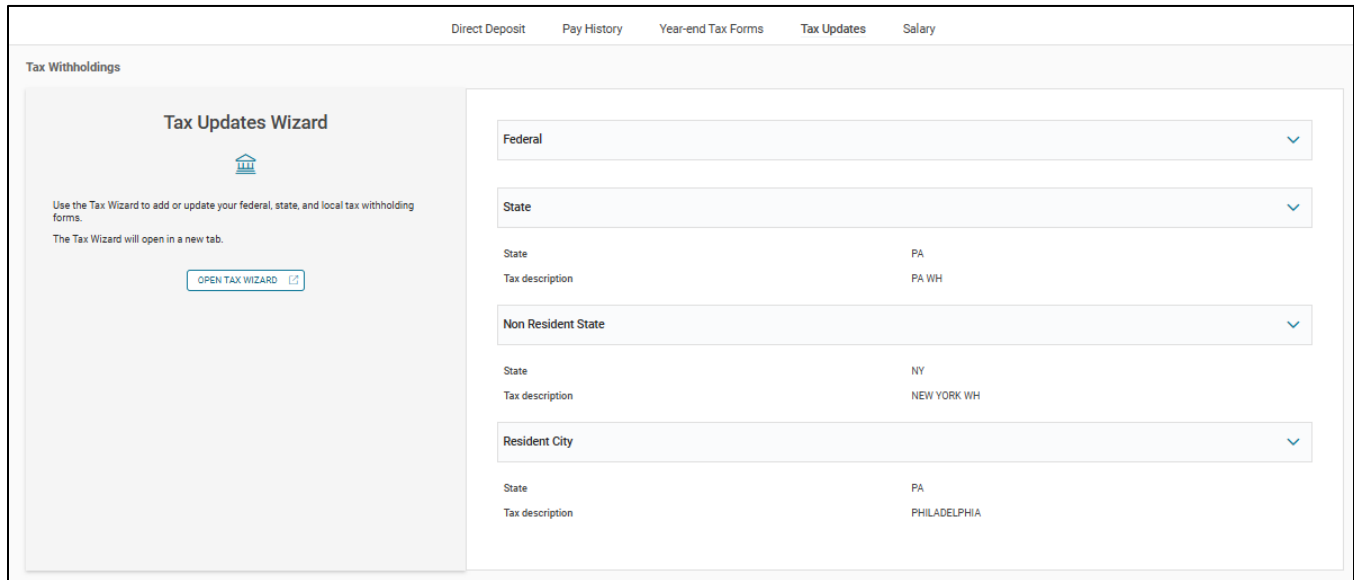 Direct Deposit Pay History Year-end Tax Forms Tax Updates Salary
Tax Withholdings
Tax Updates Wizard
Use the Tax Wizard to add or update your federal, state, and local tax withholding
forms.
The Tax Wizard will open in a new tab.
OPEN TAX WIZARD
Federal
State
State PA
Tax description PA WH
Non Resident State
State NY
Tax description NEW YORK WH
Resident City
State PA
Tax description PHILADELPHIA